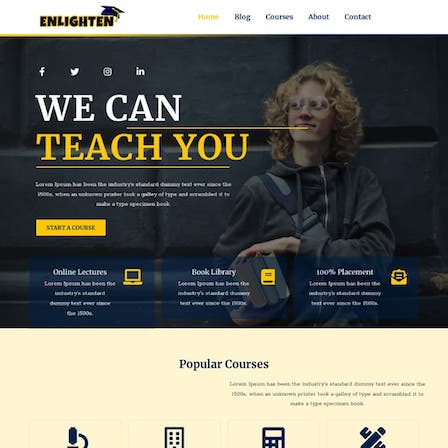 ENLIGHTEN
Home Blog Courses About Contact
WE CAN
TEACH YOU
Lorem Ipsum has been the industry's standard dummy text ever since the
1500s, when an unknown printer took a galley of type and scrambled it to
make a type specimen book.
START A COURSE
Online Lectures
Lorem Ipsum has been the
industry's standard
dummy text ever since
the 1500s.
Book Library
Lorem Ipsum has been the
industry's standard dummy
text ever since the 1500s.
100% Placement
Lorem Ipsum has been the
industry's standard dummy
text ever since the 1500s.
Popular Courses
Lorem Ipsum has been the industry's standard dummy text ever since the
1500s, when an unknown printer took a galley of type and scrambled it to
make a type specimen book.